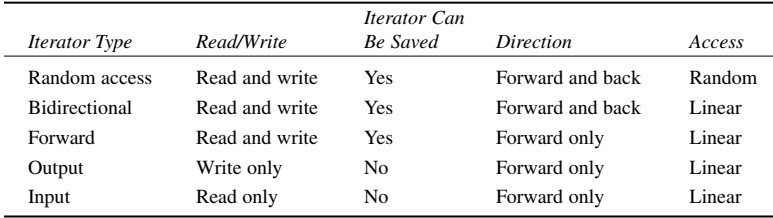 Iterator Can
Iterator Type Read/Write Be Saved Direction Access
Random access Read and write Yes Forward and back Random
Bidirectional Read and write Yes Forward and back Linear
Forward Read and write Yes Forward only Linear
Output Write only No Forward only Linear
Input Read only No Forward only Linear